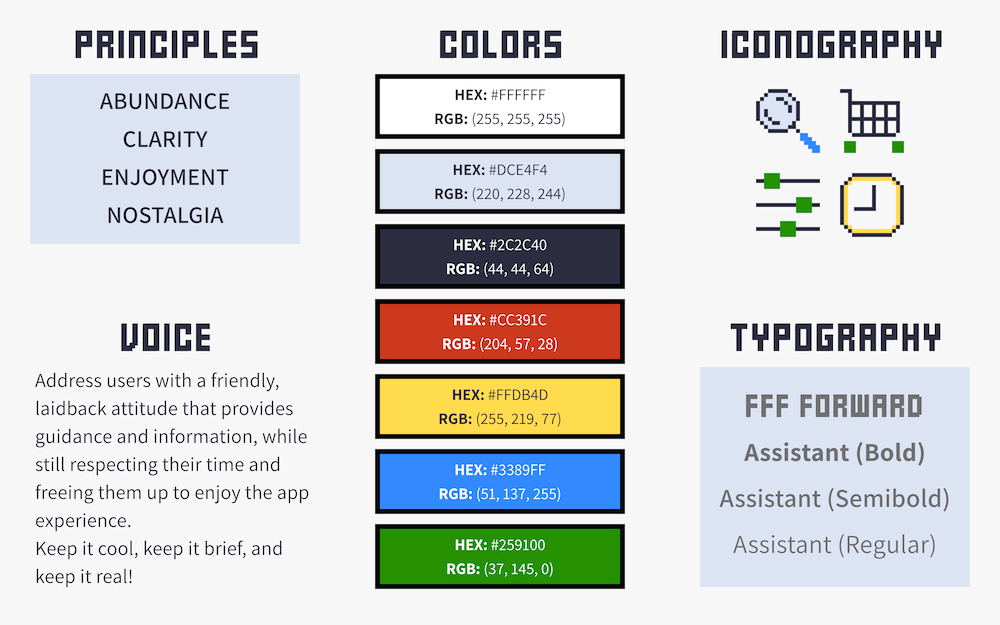 PRINCIPLES
ABUNDANCE
CLARITY
ENJOYMENT
NOSTALGIA
VOICE
Address users with a friendly,
laidback attitude that provides
guidance and information, while
still respecting their time and
freeing them up to enjoy the app
experience.
Keep it cool, keep it brief, and
keep it real!
COLORS
HEX: #FFFFFF
RGB: (255, 255, 255)
HEX: #DCE4F4
RGB: (220, 228, 244)
HEX: #2C2C40
RGB: (44, 44, 64)
HEX: #CC391C
RGB: (204, 57, 28)
HEX: #FFDB4D
RGB: (255, 219, 77)
HEX: #3389FF
RGB: (51, 137, 255)
HEX: #259100
RGB: (37, 145, 0)
ICONOGRAPHY
TYPOGRAPHY
FFF FORWARD
Assistant (Bold)
Assistant (Semibold)
Assistant (Regular)